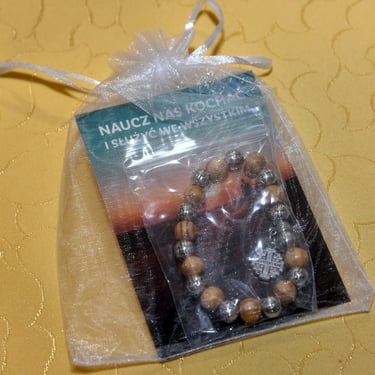 NAUCZ NAS KOCHAĆ
I SŁUŻYĆ WE WSZYSTKIM